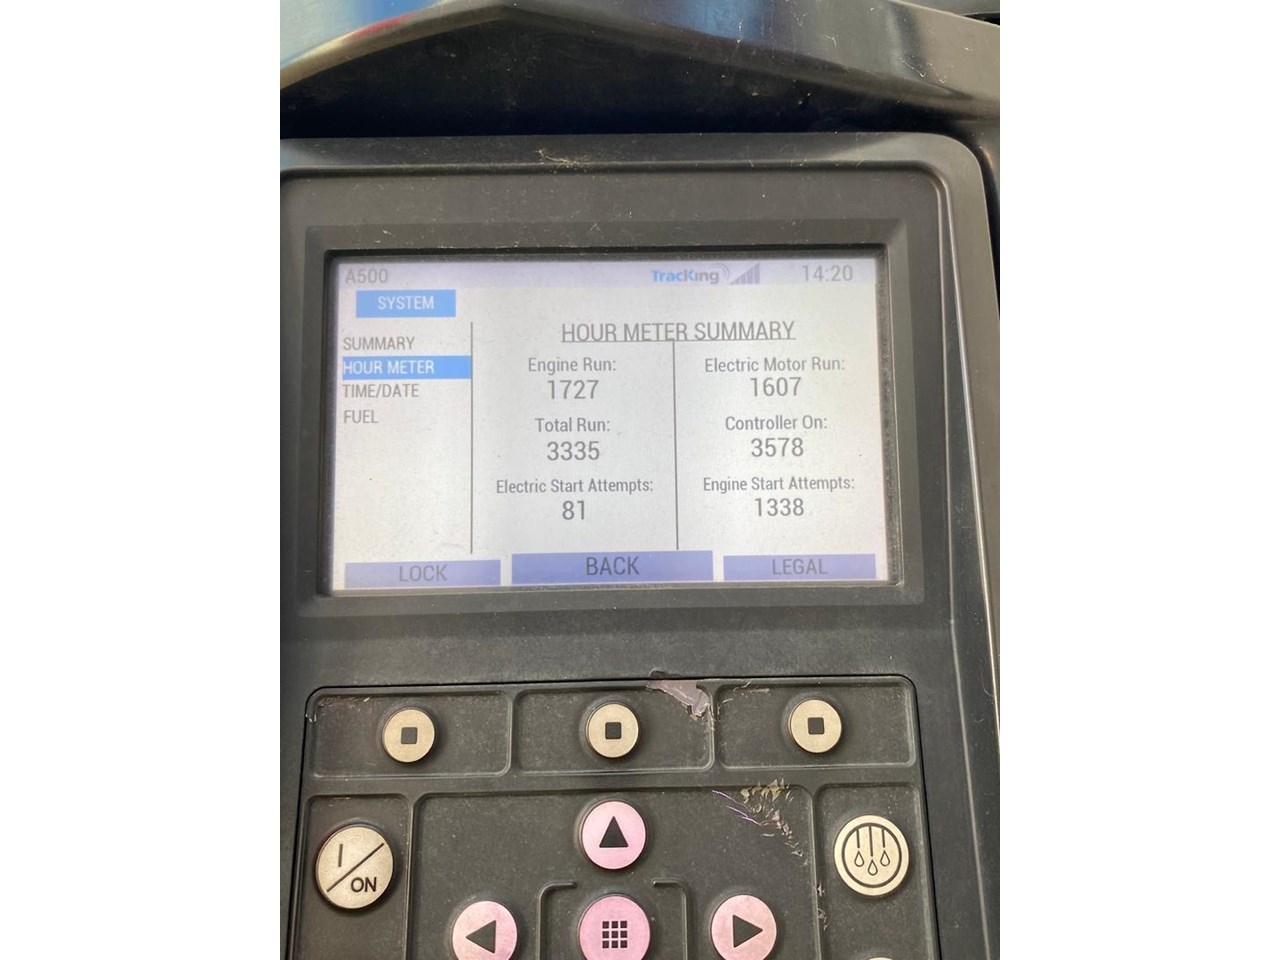 A500 TracKing 14:20
SYSTEM
SUMMARY
HOUR METER
TIME/DATE
FUEL
HOUR METER SUMMARY
Engine Run:
1727
Electric Motor Run:
1607
Total Run:
3335
Controller On:
3578
Electric Start Attempts:
81
Engine Start Attempts:
1338
LOCK BACK LEGAL
I/ON